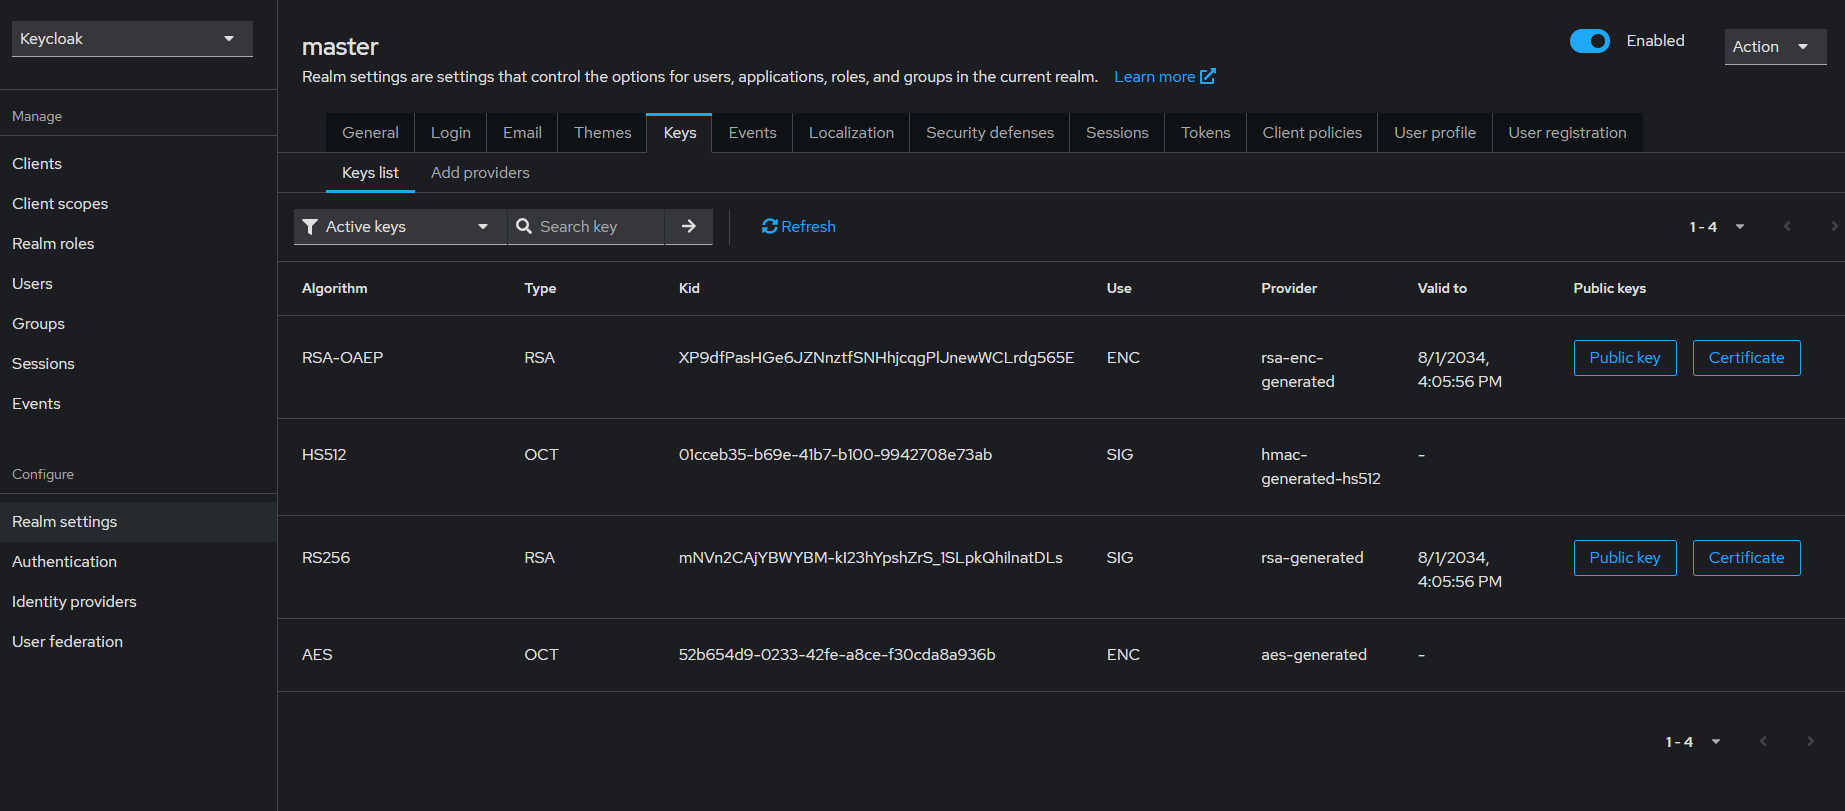 Keycloak
Manage
Clients
Client scopes
Realm roles
Users
Groups
Sessions
Events
Configure
Realm settings
Authentication
Identity providers
User federation
master
Enabled
Action
Realm settings are settings that control the options for users, applications, roles, and groups in the current realm. Learn more
General Login Email Themes Keys Events Localization Security defenses Sessions Tokens Client policies User profile User registration
Keys list Add providers
Active keys Search key Refresh 1 - 4
Algorithm Type Kid Use Provider Valid to Public keys
RSA-OAEP RSA XP9dfPasHGe6JZNnztfSNHhjcqgPlJnewWCLrdg565E ENC rsa-enc- 8/1/2034, Public key Certificate
generated 4:05:56 PM
HS512 OCT 01cceb35-b69e-41b7-b100-9942708e73ab SIG hmac- -
generated-hs512
RS256 RSA mNVn2CAjYBWYBM-kI23hYpshZrS_1SLpkQhilnatDLs SIG rsa-generated 8/1/2034, Public key Certificate
4:05:56 PM
AES OCT 52b654d9-0233-42fe-a8ce-f30cda8a936b ENC aes-generated -
1 - 4